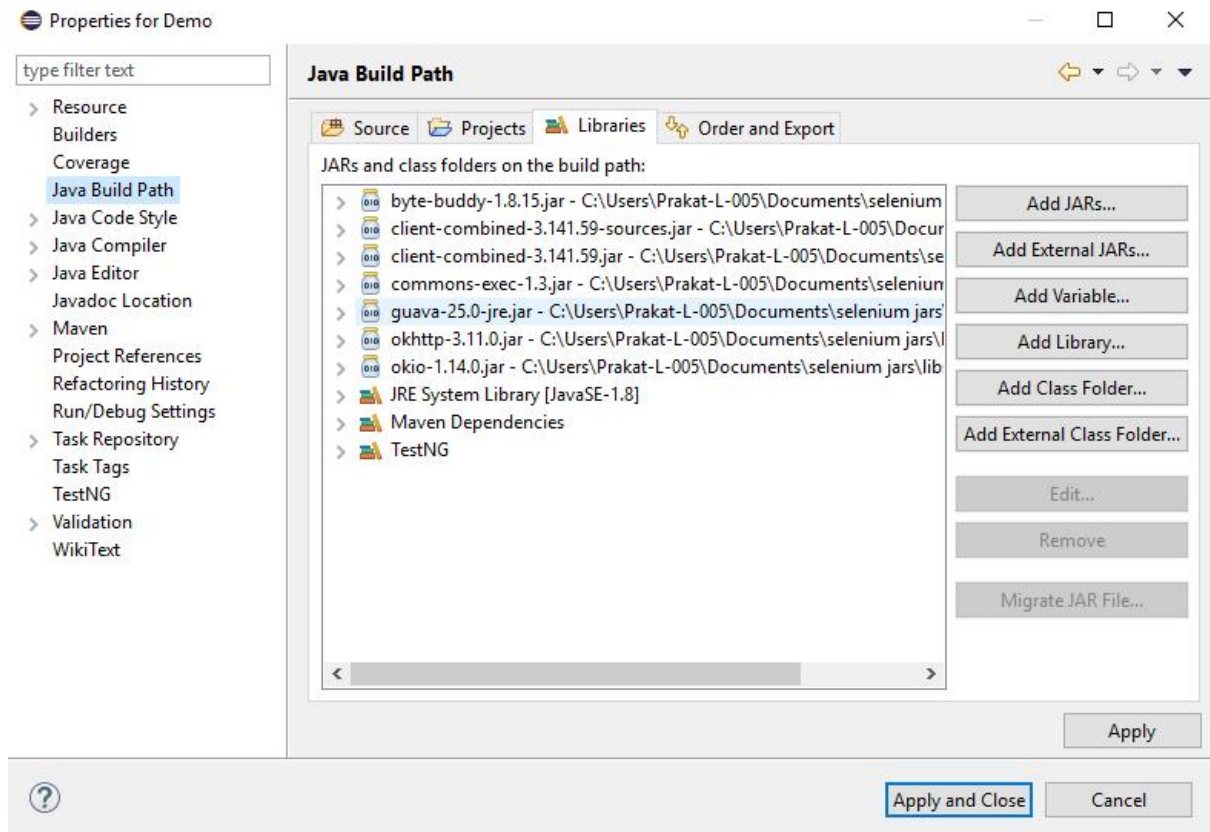 Properties for Demo
type filter text
Resource
Builders
Coverage
Java Build Path
Java Code Style
Java Compiler
Java Editor
Javadoc Location
Maven
Project References
Refactoring History
Run/Debug Settings
Task Repository
Task Tags
TestNG
Validation
WikiText
Java Build Path
Source Projects Libraries Order and Export
JARs and class folders on the build path:
byte-buddy-1.8.15.jar - C:\Users\Prakat-L-005\Documents\selenium
client-combined-3.141.59-sources.jar - C:\Users\Prakat-L-005\Docur
client-combined-3.141.59.jar - C:\Users\Prakat-L-005\Documents\se
commons-exec-1.3.jar - C:\Users\Prakat-L-005\Documents\selenium
guava-25.0-jre.jar - C:\Users\Prakat-L-005\Documents\selenium jars\
okhttp-3.11.0.jar - C:\Users\Prakat-L-005\Documents\selenium jars\l
okio-1.14.0.jar - C:\Users\Prakat-L-005\Documents\selenium jars\lib
JRE System Library [JavaSE-1.8]
Maven Dependencies
TestNG
Add JARs...
Add External JARs...
Add Variable...
Add Library...
Add Class Folder...
Add External Class Folder...
Edit...
Remove
Migrate JAR File...
Apply
Apply and Close
Cancel